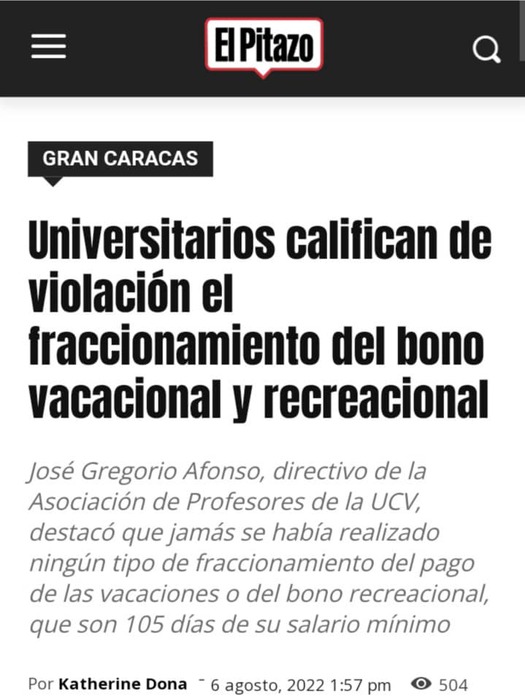 El Pitazo
GRAN CARACAS
Universitarios califican de
violación el
fraccionamiento del bono
vacacional y recreacional
José Gregorio Afonso, directivo de la
Asociación de Profesores de la UCV,
destacó que jamás se había realizado
ningún tipo de fraccionamiento del pago
de las vacaciones o del bono recreacional,
que son 105 días de su salario mínimo
Por Katherine Dona - 6 agosto, 2022 1:57 pm 504